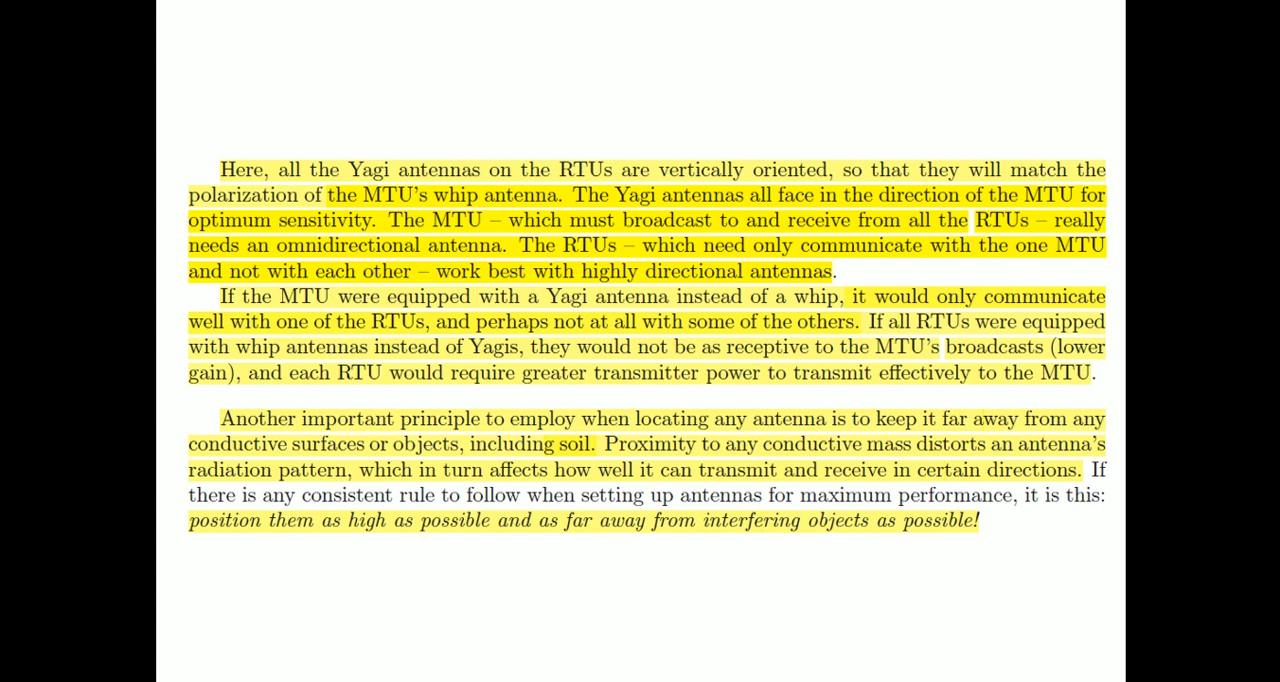 Here, all the Yagi antennas on the RTUs are vertically oriented, so that they will match the
polarization of the MTU's whip antenna. The Yagi antennas all face in the direction of the MTU for
optimum sensitivity. The MTU – which must broadcast to and receive from all the RTUs – really
needs an omnidirectional antenna. The RTUs – which need only communicate with the one MTU
and not with each other – work best with highly directional antennas.
If the MTU were equipped with a Yagi antenna instead of a whip, it would only communicate
well with one of the RTUs, and perhaps not at all with some of the others. If all RTUs were equipped
with whip antennas instead of Yagis, they would not be as receptive to the MTU's broadcasts (lower
gain), and each RTU would require greater transmitter power to transmit effectively to the MTU.
Another important principle to employ when locating any antenna is to keep it far away from any
conductive surfaces or objects, including soil. Proximity to any conductive mass distorts an antenna's
radiation pattern, which in turn affects how well it can transmit and receive in certain directions. If
there is any consistent rule to follow when setting up antennas for maximum performance, it is this:
position them as high as possible and as far away from interfering objects as possible!